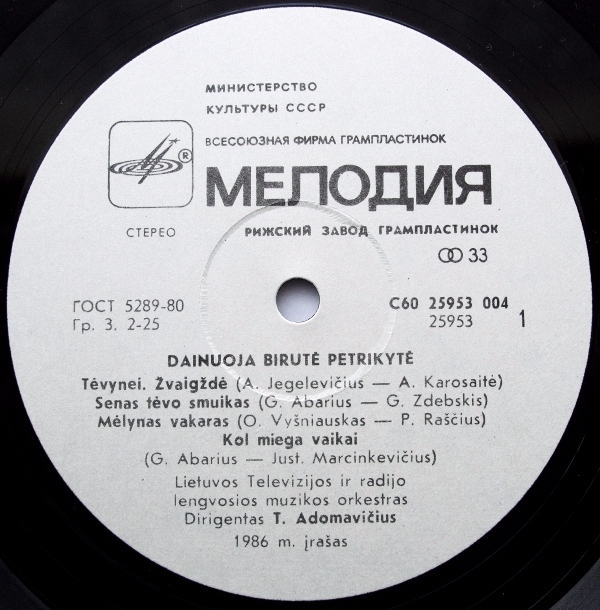 МИНИСТЕРСТВО
КУЛЬТУРЫ СССР
ВСЕСОЮЗНАЯ ФИРМА ГРАМПЛАСТИНОК
®
МЕЛОДИЯ
СТЕРЕО
РИЖСКИЙ ЗАВОД ГРАМПЛАСТИНОК
33
ГОСТ 5289-80
С60 25953 004
Гр. 3. 2-25
25953
1
DAINUOJA BIRUTĖ PETRIKYTĖ
Tėvynei. Žvaigždė (A. Jegelevičius — A. Karosaitė)
Senas tėvo smuikas (G. Abarius — G. Zdebskis)
Mėlynas vakaras (O. Vyšniauskas — P. Raščius)
Kol miega vaikai
(G. Abarius — Just. Marcinkevičius)
Lietuvos Televizijos ir radijo
lengvosios muzikos orkestras
Dirigentas T. Adomavičius
1986 m. įrašas